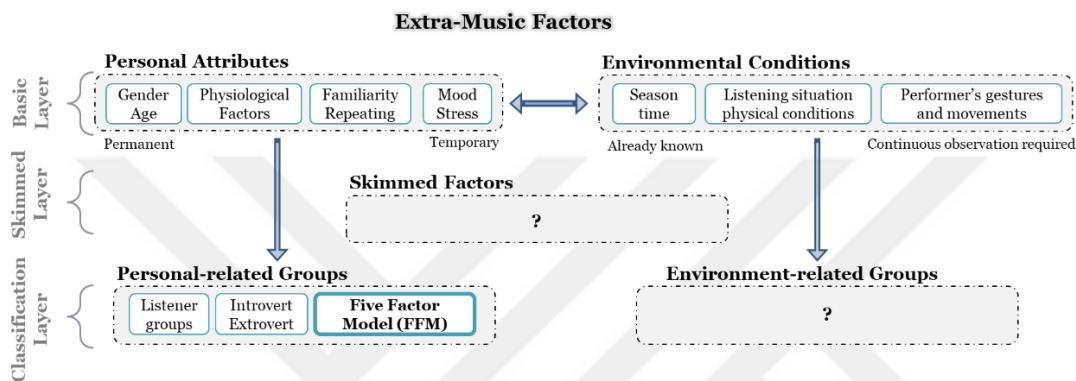 Extra-Music Factors
Personal Attributes
Environmental Conditions
Basic
Layer
Gender
Age
Physiological
Factors
Familiarity
Repeating
Mood
Stress
Season
time
Listening situation
physical conditions
Performer's gestures
and movements
Permanent
Temporary
Already known
Continuous observation required
Skimmed
Layer
Skimmed Factors
?
Classification
Layer
Personal-related Groups
Environment-related Groups
Listener
groups
Introvert
Extrovert
Five Factor
Model (FFM)
?